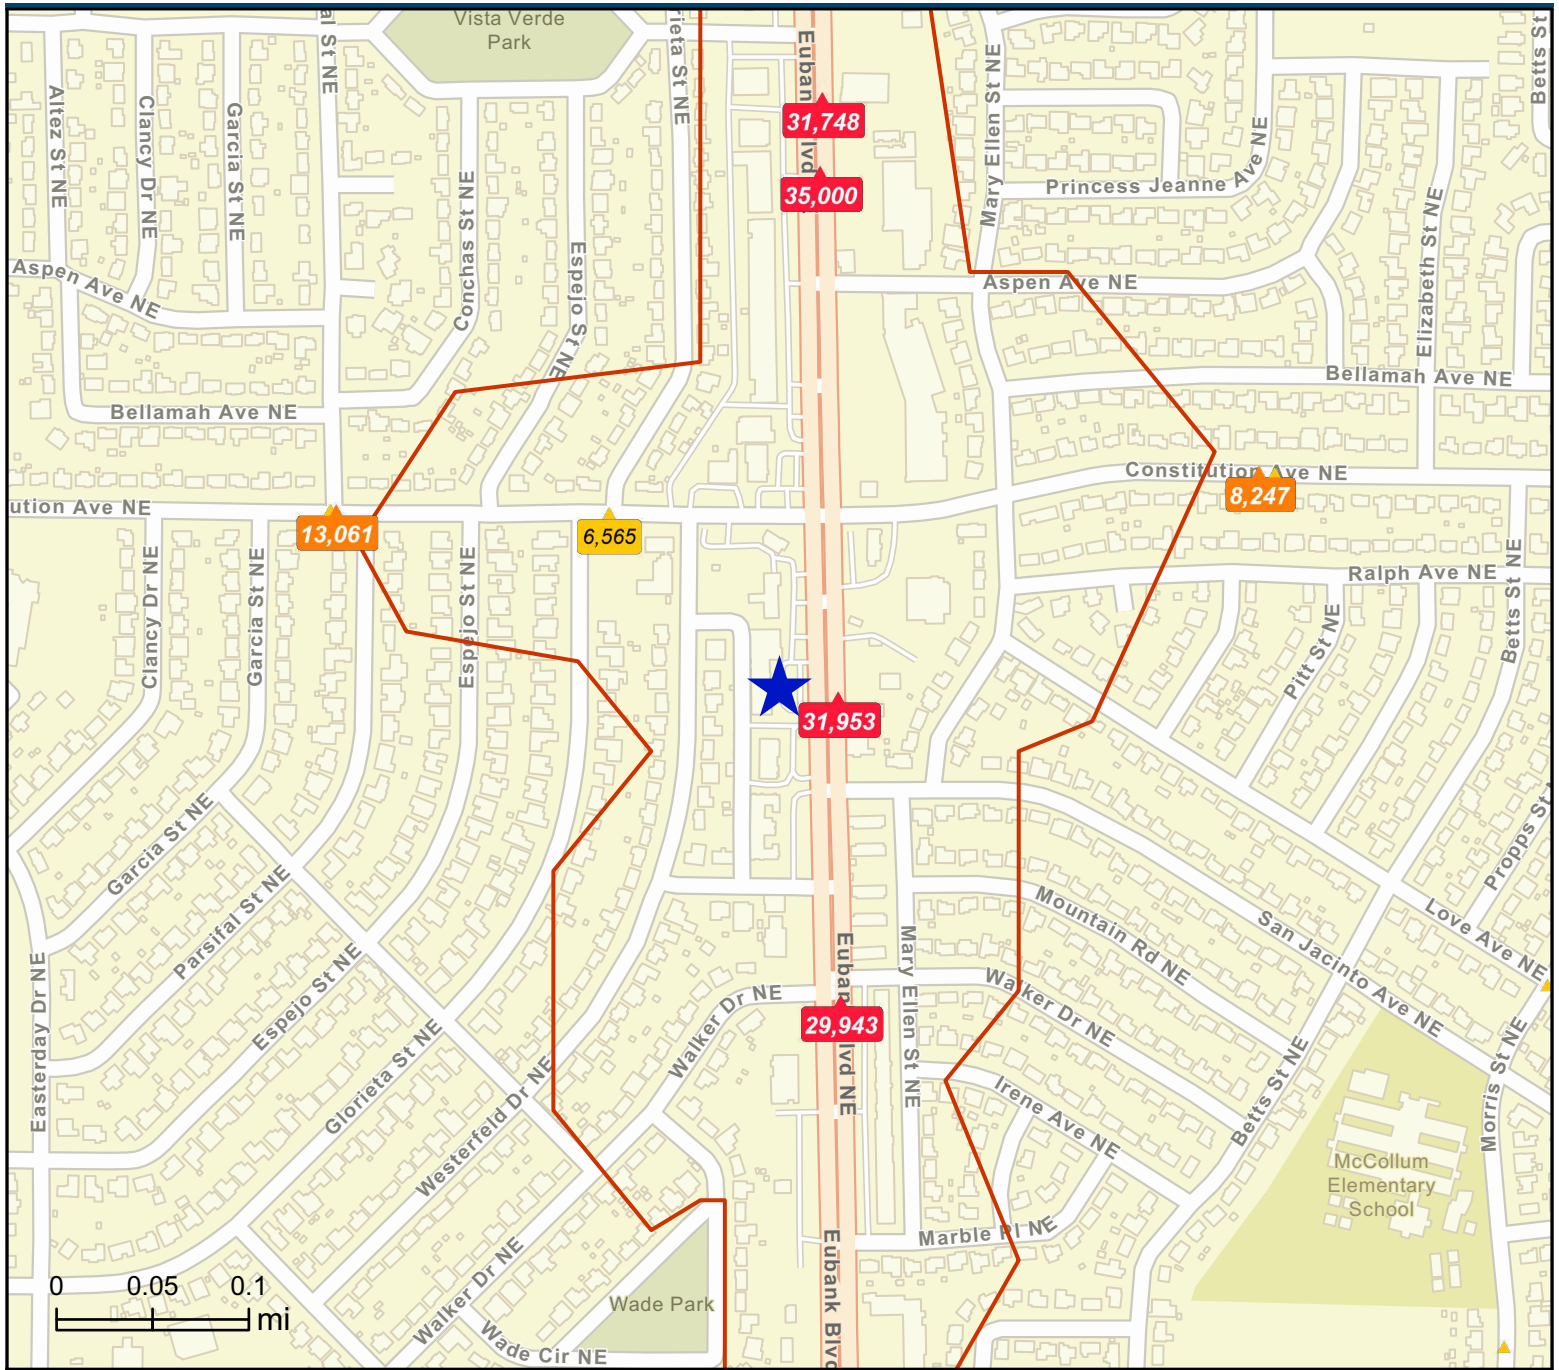 Vista Verde
Park
al St NE
rieta St NE
Euban
lvd
Mary Ellen St NE
Betts St
Altez St NE
Clancy Dr NE
Garcia St NE
31,748
35,000
Princess Jeanne Ave NE
Conchas St NE
Espejo St NE
Elizabeth St NE
Aspen Ave NE
Aspen Ave NE
Bellamah Ave NE
Bellamah Ave NE
Constitution Ave NE
8,247
ution Ave NE
13,061
6,565
Ralph Ave NE
Clancy Dr NE
Garcia St NE
Espejo St NE
Betts St NE
Pitt St NE
31,953
Garcia St NE
Parsifal St NE
Espejo St NE
Glorieta St NE
Westerfeld Dr NE
Easterday Dr NE
Propps St
Love Ave NE
San Jacinto Ave NE
Mountain Rd NE
Walker Dr NE
Walker Dr NE
Mary Ellen St NE
Euban
lvd NE
29,943
Irene Ave NE
Betts St NE
Morris St NE
McCollum
Elementary
School
Marble Pl NE
Eubank Blvd
Walker Dr NE
Wade Park
Wade Cir NE
0 0.05 0.1
mi